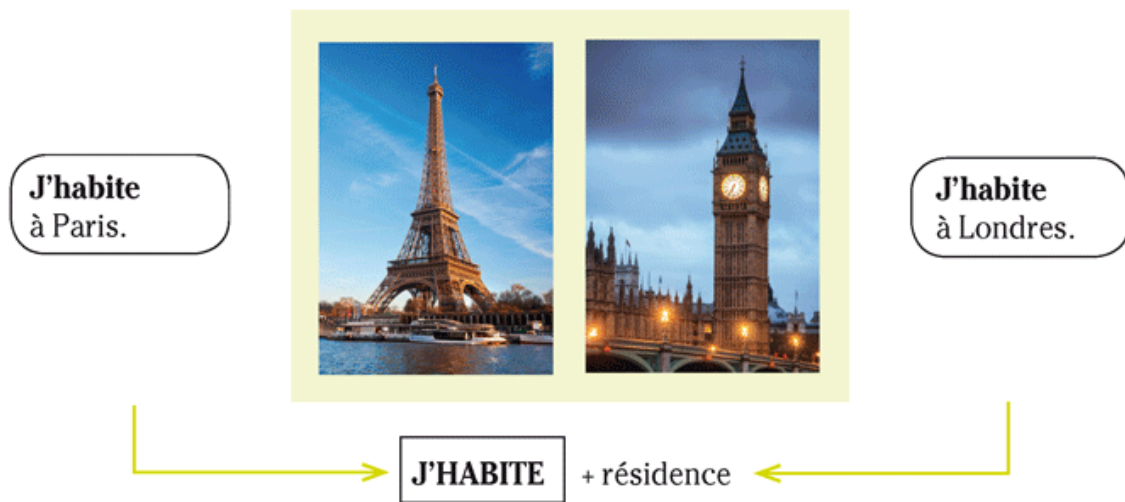 J'habite
à Paris.
J'habite
à Londres.
J'HABITE + résidence